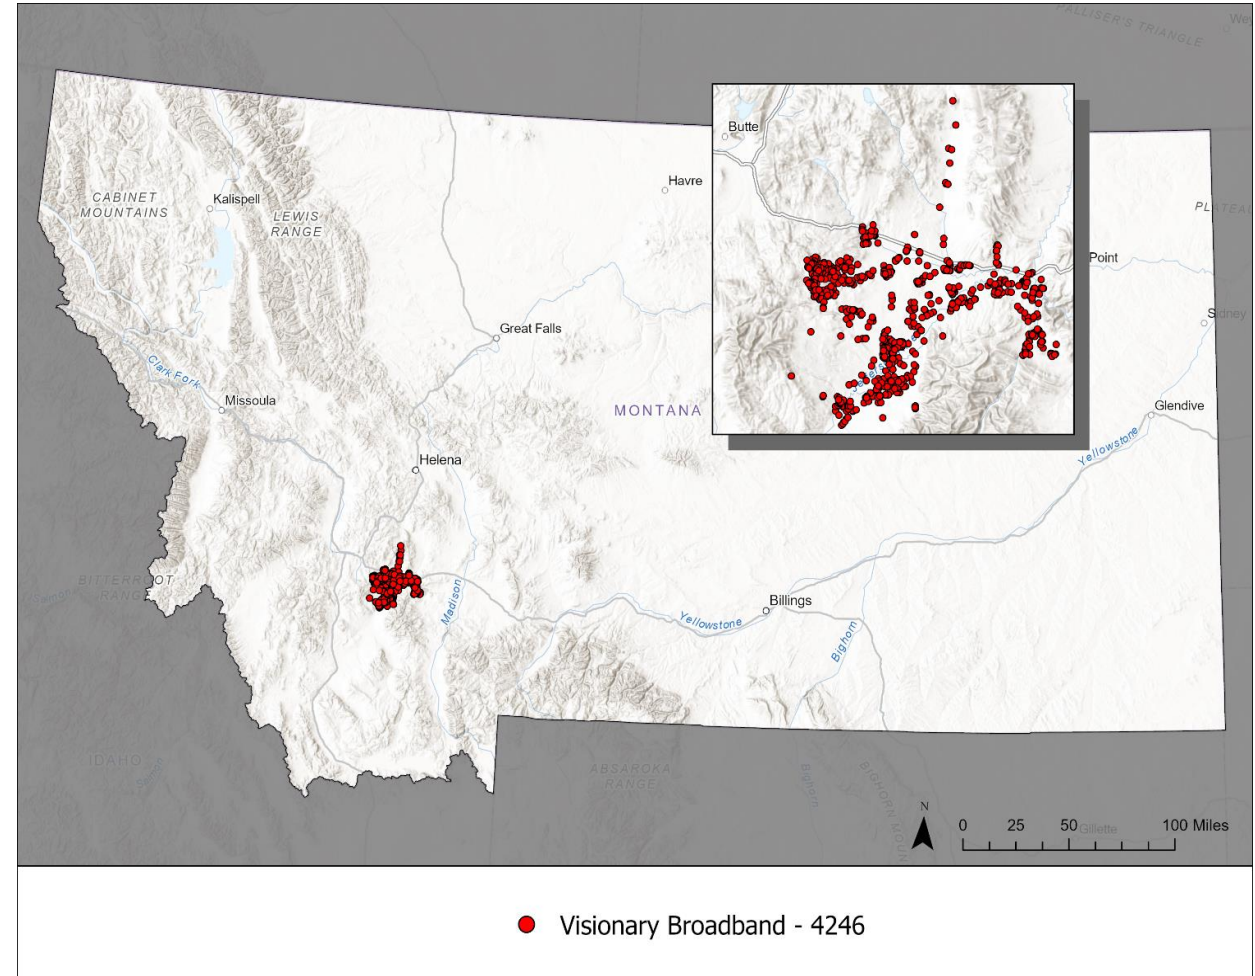 PALLISER'S TRIANGLE
Butte
Havre
Kalispell
CABINET
MOUNTAINS
LEWIS
RANGE
PLATEAU
Point
Great Falls
Sidney
Clark Fork
Missoula
MONTANA
Glendive
Yellowstone
Helena
BITTERROOT
RANGE
Madison
Billings
Yellowstone
Bighorn
IDAHO
ABSAROKA
RANGE
Bighorn
N
0 25 50 100 Miles
Gillette
Visionary Broadband - 4246